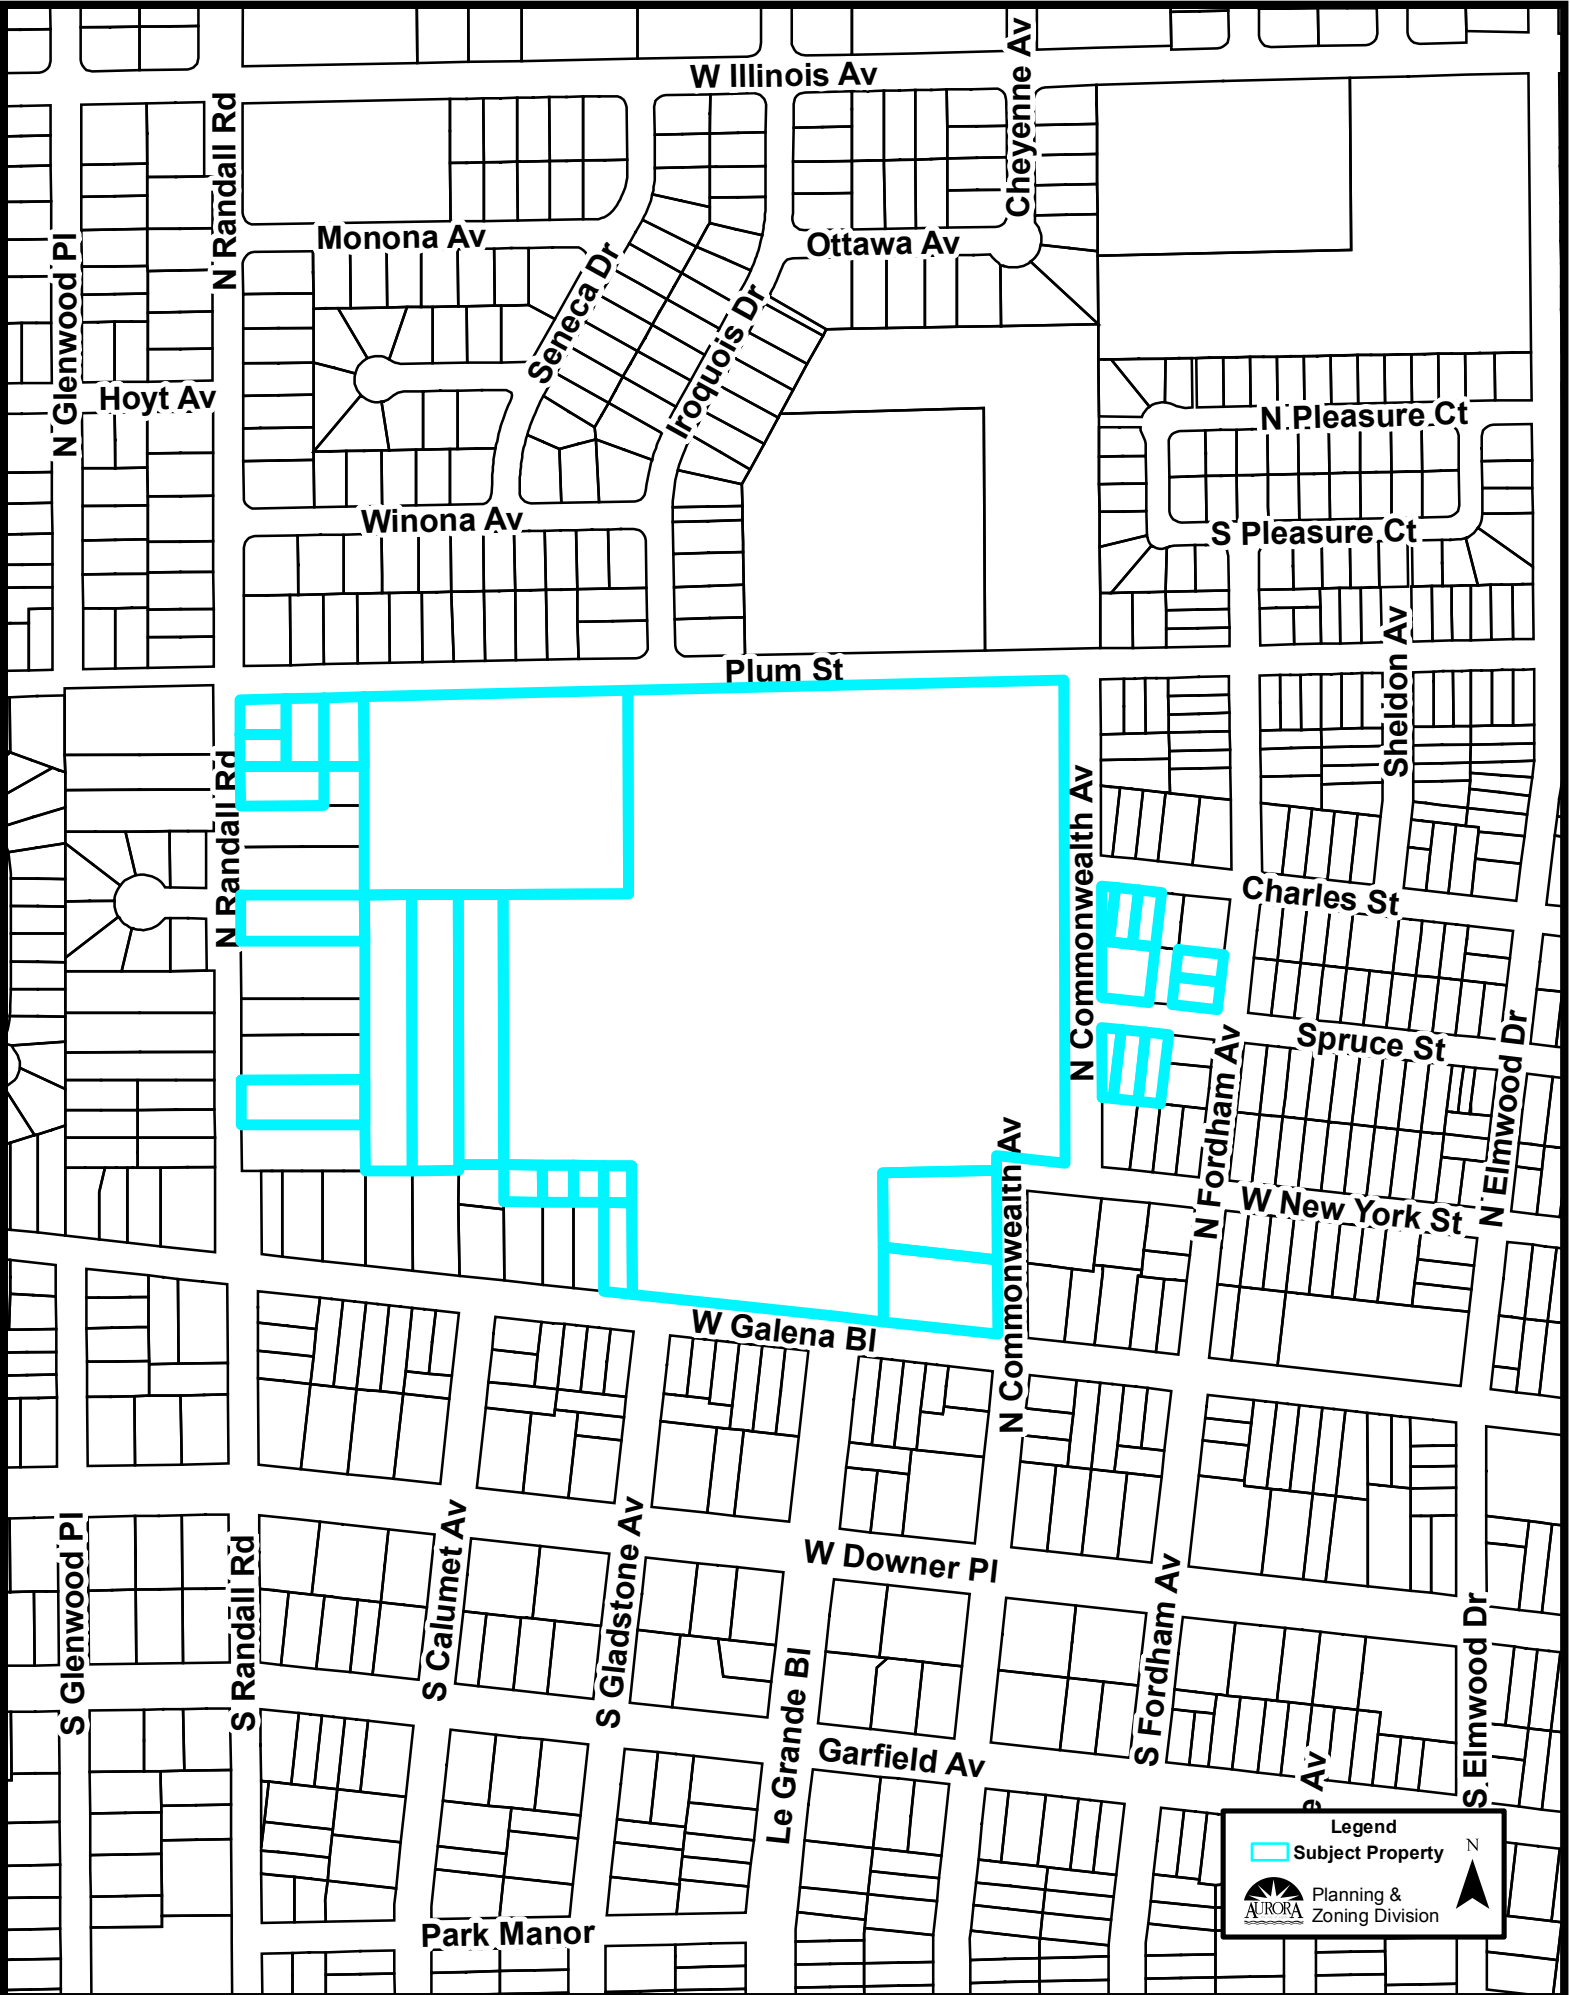 W Illinois Av
Cheyenne Av
N Randall Rd
Monona Av
Ottawa Av
N Glenwood Pl
Seneca Dr
Iroquois Dr
Hoyt Av
N Pleasure Ct
Winona Av
S Pleasure Ct
Plum St
Sheldon Av
N Randall Rd
N Commonwealth Av
Charles St
Spruce St
N Fordham Av
N Elmwood Dr
W New York St
N Commonwealth Av
W Galena Bl
S Glenwood Pl
S Randall Rd
S Calumet Av
S Gladstone Av
W Downer Pl
S Fordham Av
S Elmwood Dr
Le Grande Bl
Garfield Av
e Av
Park Manor
Legend
Subject Property
N
AURORA
Planning &
Zoning Division